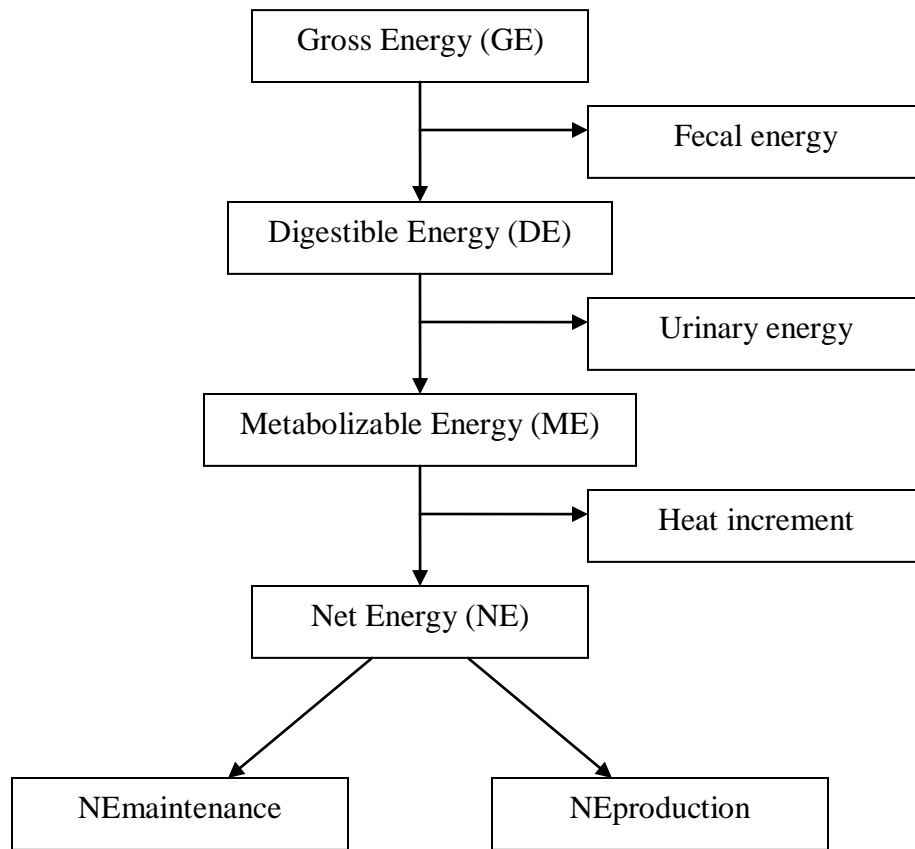 Gross Energy (GE)
Fecal energy
Digestible Energy (DE)
Urinary energy
Metabolizable Energy (ME)
Heat increment
Net Energy (NE)
NEmaintenance
NEproduction